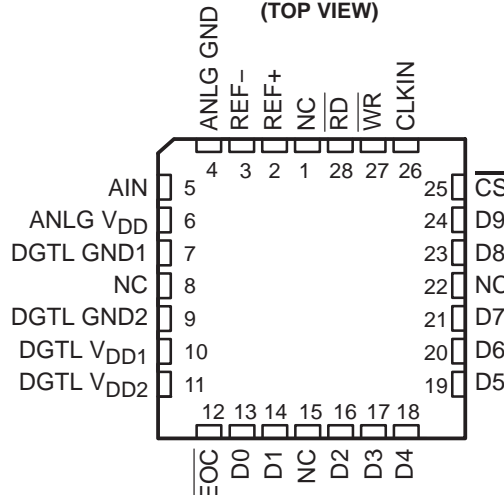 (TOP VIEW)
ANLG GND
REF−
REF+
NC
RD
WR
CLKIN
4 3 2 1 28 27 26
AIN 5
ANLG VDD 6
DGTL GND1 7
NC 8
DGTL GND2 9
DGTL VDD1 10
DGTL VDD2 11
25 CS
24 D9
23 D8
22 NC
21 D7
20 D6
19 D5
12 13 14 15 16 17 18
EOC
D0
D1
NC
D2
D3
D4